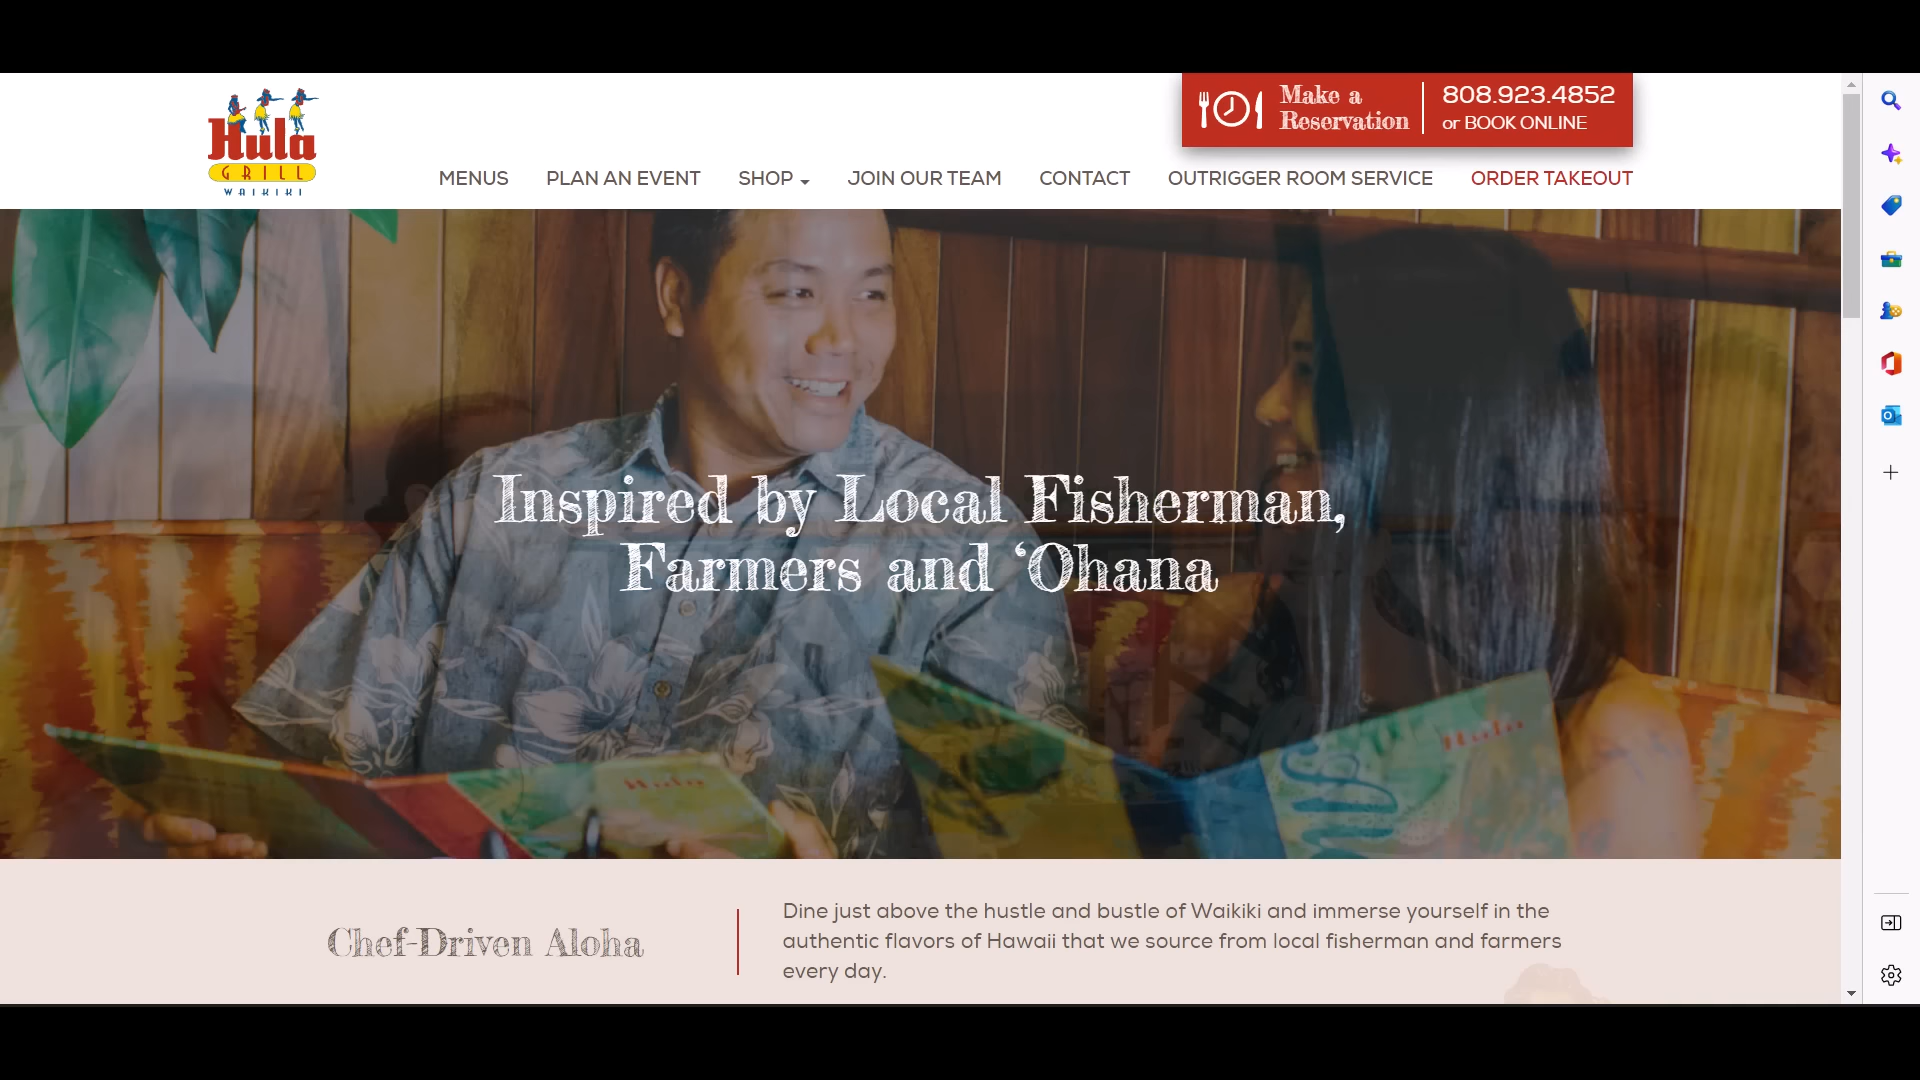 Hula
GRILL
WAIKIKI
Make a
Reservation
808.923.4852
or BOOK ONLINE
MENUS PLAN AN EVENT SHOP JOIN OUR TEAM CONTACT OUTRIGGER ROOM SERVICE ORDER TAKEOUT
Inspired by Local Fisherman,
Farmers and ‘Ohana
Hula
Hula
Chef-Driven Aloha
Dine just above the hustle and bustle of Waikiki and immerse yourself in the
authentic flavors of Hawaii that we source from local fisherman and farmers
every day.